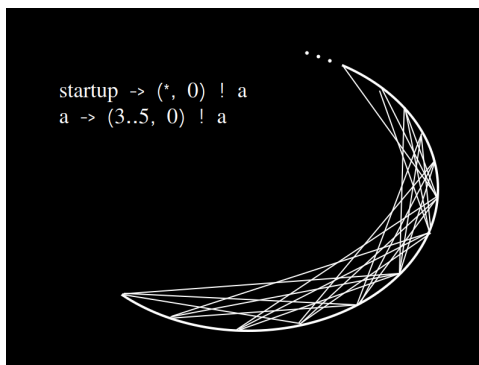 startup -> (*, 0) ! a
a -> (3..5, 0) ! a